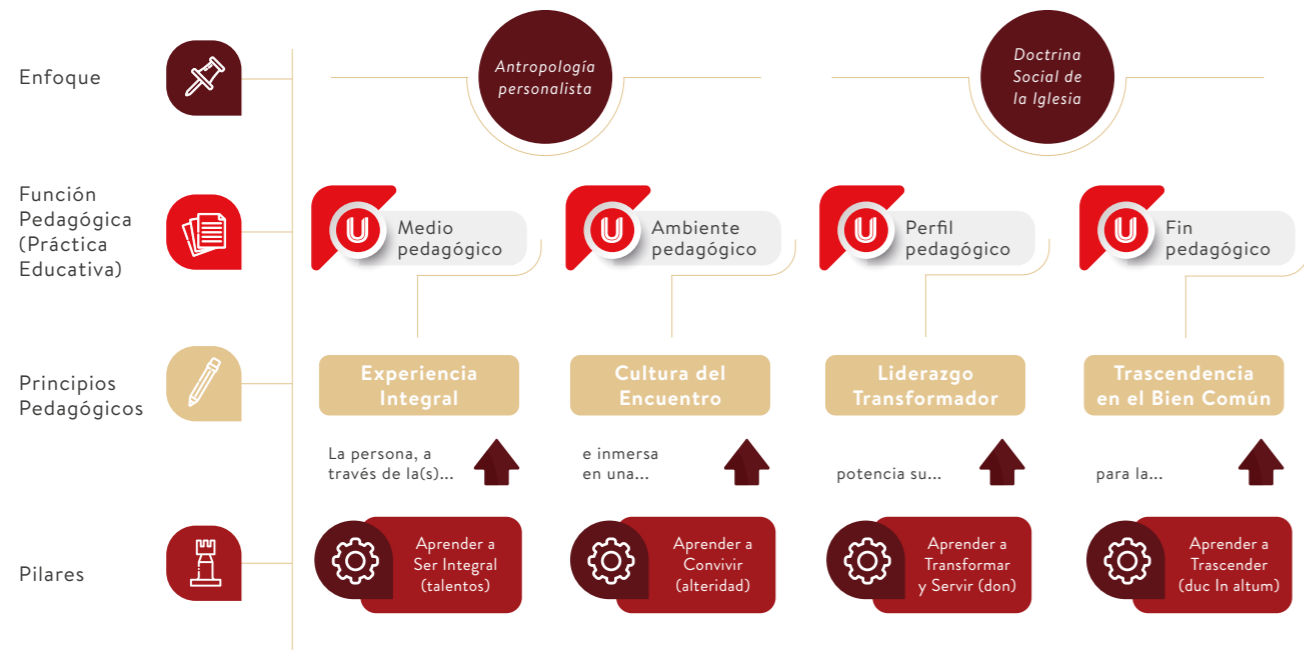 Enfoque
Antropología
personalista
Doctrina
Social de
la Iglesia
Función
Pedagógica
(Práctica
Educativa)
U
Medio
pedagógico
U
Ambiente
pedagógico
U
Perfil
pedagógico
U
Fin
pedagógico
Principios
Pedagógicos
Experiencia
Integral
Cultura del
Encuentro
Liderazgo
Transformador
Trascendencia
en el Bien Común
La persona, a
través de la(s)...
e inmersa
en una...
potencia su...
para la...
Pilares
Aprender a
Ser Integral
(talentos)
Aprender a
Convivir
(alteridad)
Aprender a
Transformar
y Servir (don)
Aprender a
Trascender
(duc In altum)